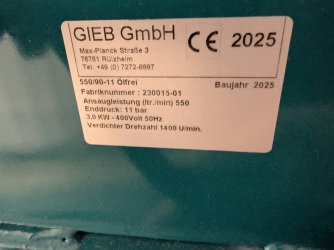 GIEB GmbH
CE 2025
Max-Planck Straße 3
76761 Rülzheim
Tel: +49 (0) 7272-8887
550/90-11 Ölfrei
Baujahr 2025
Fabriknummer : 230015-01
Ansaugleistung (ltr./min) 550
Enddruck: 11 bar
3,0 KW - 400Volt 50Hz
Verdichter Drehzahl 1400 U/min.